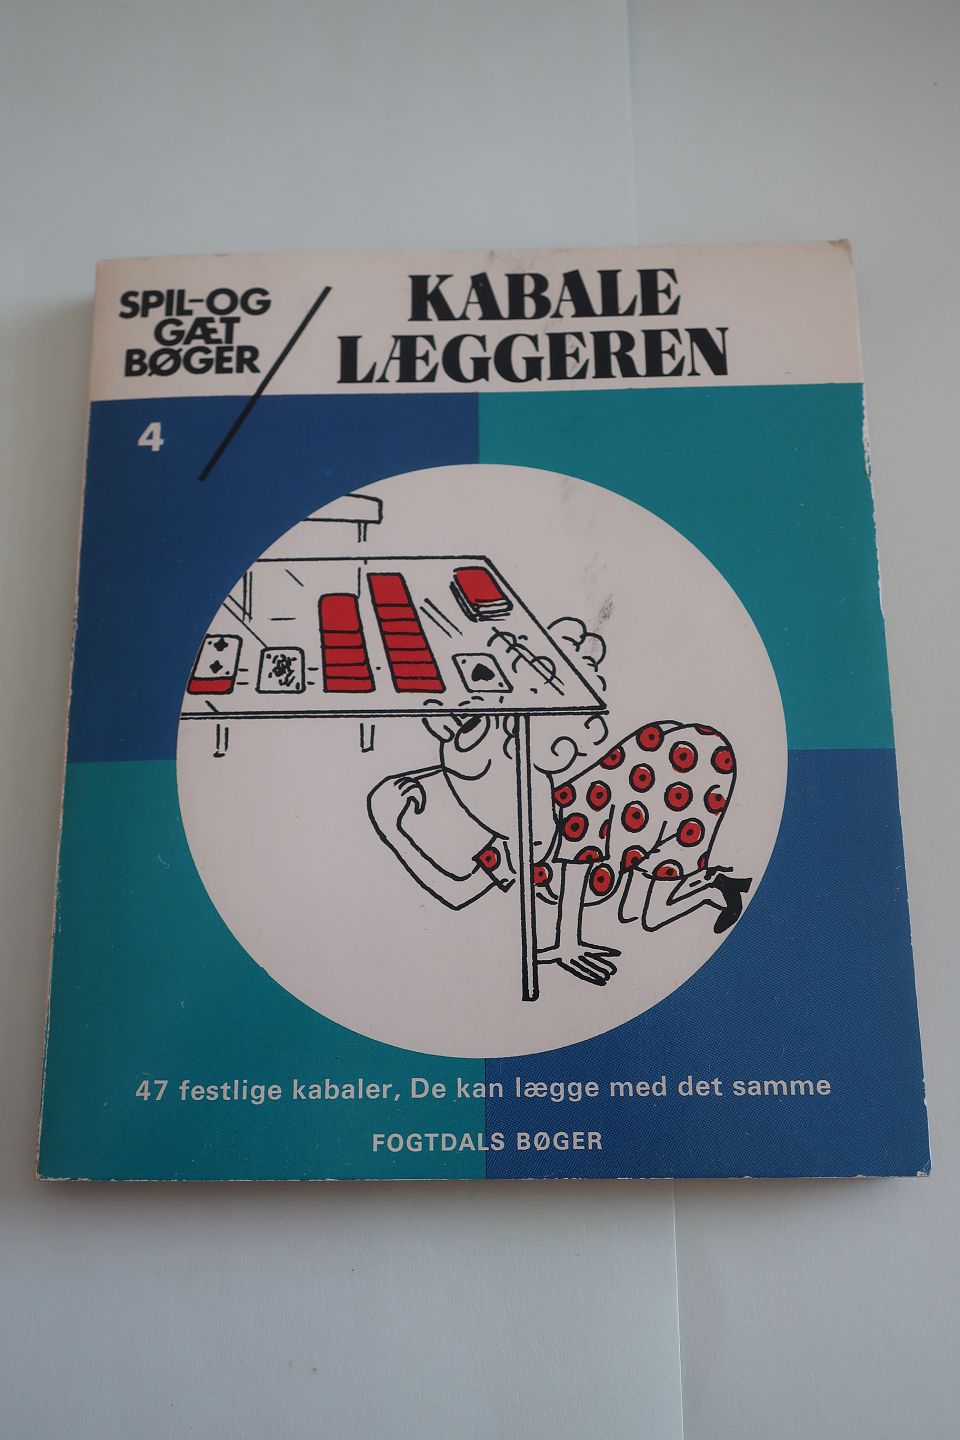 SPIL-OG
GÆT
BØGER
KABALE
LÆGGEREN
4
47 festlige kabaler, De kan lægge med det samme
FOGTDALS BØGER